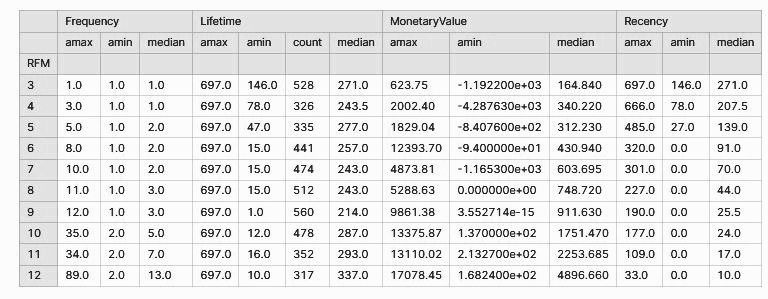 Frequency Lifetime MonetaryValue Recency
amax amin median amax amin count median amax amin median amax amin median
RFM
3 1.0 1.0 1.0 697.0 146.0 528 271.0 623.75 -1.192200e+03 164.840 697.0 146.0 271.0
4 3.0 1.0 1.0 697.0 78.0 326 243.5 2002.40 -4.287630e+03 340.220 666.0 78.0 207.5
5 5.0 1.0 2.0 697.0 47.0 335 277.0 1829.04 -8.407600e+02 312.230 485.0 27.0 139.0
6 8.0 1.0 2.0 697.0 15.0 441 257.0 12393.70 -9.400000e+01 430.940 320.0 0.0 91.0
7 10.0 1.0 2.0 697.0 15.0 474 243.0 4873.81 -1.165300e+03 603.695 301.0 0.0 70.0
8 11.0 1.0 3.0 697.0 15.0 512 243.0 5288.63 0.000000e+00 748.720 227.0 0.0 44.0
9 12.0 1.0 3.0 697.0 1.0 560 214.0 9861.38 3.552714e-15 911.630 190.0 0.0 25.5
10 35.0 2.0 5.0 697.0 12.0 478 287.0 13375.87 1.370000e+02 1751.470 177.0 0.0 24.0
11 34.0 2.0 7.0 697.0 16.0 352 293.0 13110.02 2.132700e+02 2253.685 109.0 0.0 17.0
12 89.0 2.0 13.0 697.0 10.0 317 337.0 17078.45 1.682400e+02 4896.660 33.0 0.0 10.0